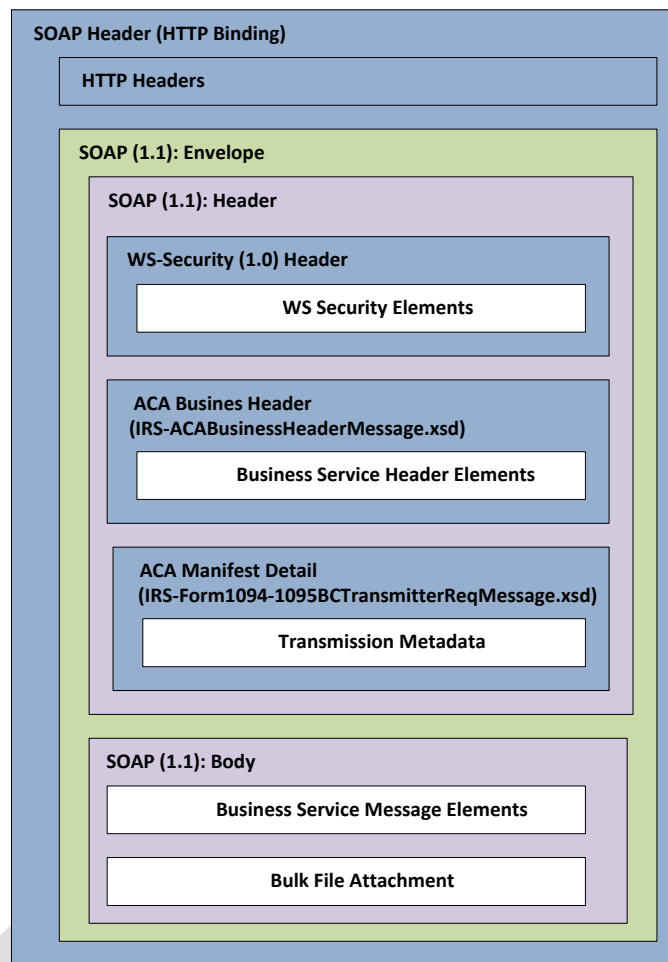 SOAP Header (HTTP Binding)
HTTP Headers
SOAP (1.1): Envelope
SOAP (1.1): Header
WS-Security (1.0) Header
WS Security Elements
ACA Busines Header
(IRS-ACABusinessHeaderMessage.xsd)
Business Service Header Elements
ACA Manifest Detail
(IRS-Form1094-1095BCTransmitterReqMessage.xsd)
Transmission Metadata
SOAP (1.1): Body
Business Service Message Elements
Bulk File Attachment